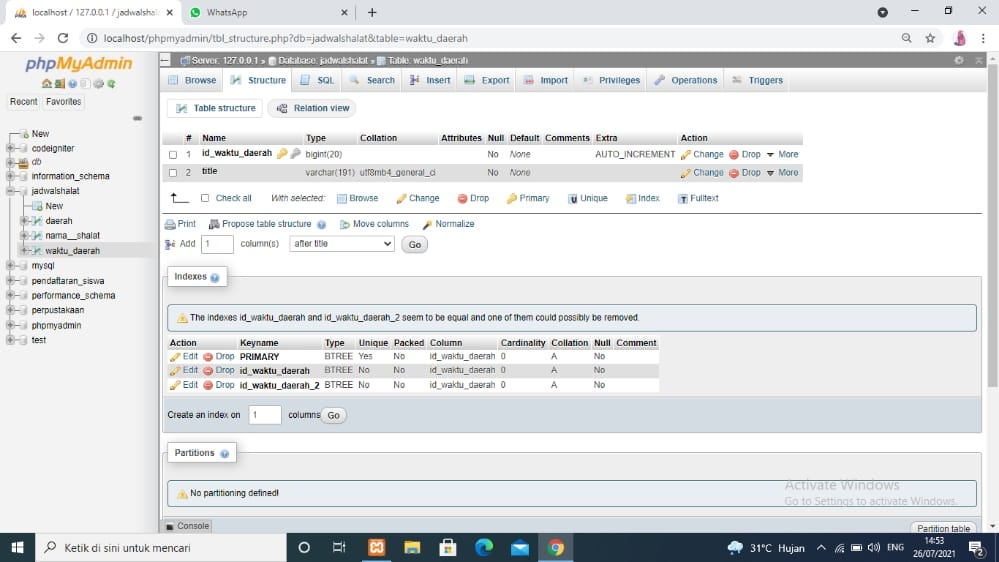 localhost / 127.0.0.1 / jadwalshal
WhatsApp
localhost/phpmyadmin/tbl_structure.php?db=jadwalshalat&table=waktu_daerah
phpMyAdmin
Recent Favorites
New
codeigniter
db
information_schema
jadwalshalat
New
daerah
nama__shalat
waktu_daerah
mysql
pendaftaran_siswa
performance_schema
perpustakaan
phpmyadmin
test
Server: 127.0.0.1 » Database: jadwalshalat » Table: waktu_daerah
Browse Structure SQL Search Insert Export Import Privileges Operations Triggers
Table structure Relation view
# Name Type Collation Attributes Null Default Comments Extra Action
1 id_waktu_daerah bigint(20) No None AUTO_INCREMENT Change Drop More
2 title varchar(191) utf8mb4_general_ci No None Change Drop More
Check all With selected: Browse Change Drop Primary Unique Index Fulltext
Print Propose table structure Move columns Normalize
Add 1 column(s) after title Go
Indexes
The indexes id_waktu_daerah and id_waktu_daerah_2 seem to be equal and one of them could possibly be removed.
Action Keyname Type Unique Packed Column Cardinality Collation Null Comment
Edit Drop PRIMARY BTREE Yes No id_waktu_daerah 0 A No
Edit Drop id_waktu_daerah BTREE No No id_waktu_daerah 0 A No
Edit Drop id_waktu_daerah_2 BTREE No No id_waktu_daerah 0 A No
Create an index on 1 columns Go
Partitions
No partitioning defined!
Activate Windows
Go to Settings to activate Windows.
Console
Partition table
Ketik di sini untuk mencari
31°C Hujan
ENG
14:53
26/07/2021
2